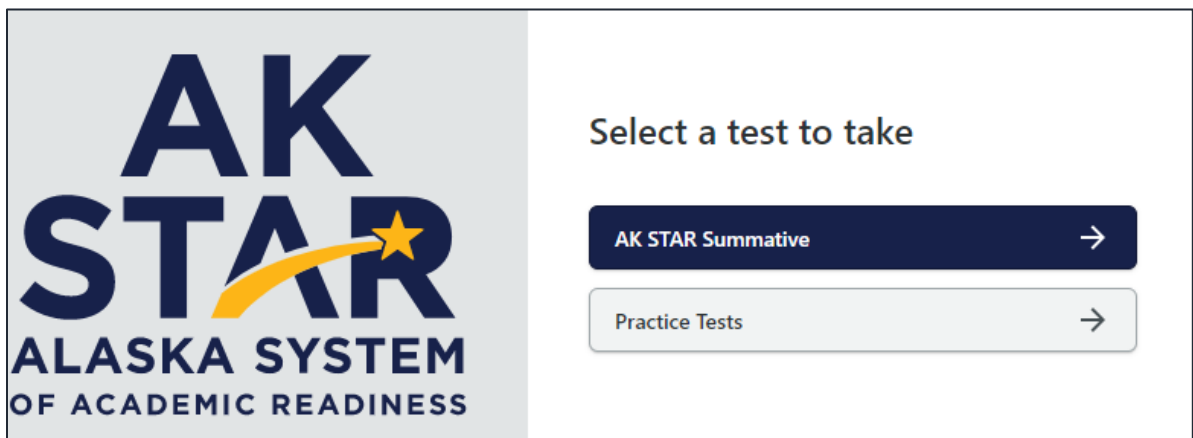 AK
STAR
ALASKA SYSTEM
OF ACADEMIC READINESS
Select a test to take
AK STAR Summative
Practice Tests